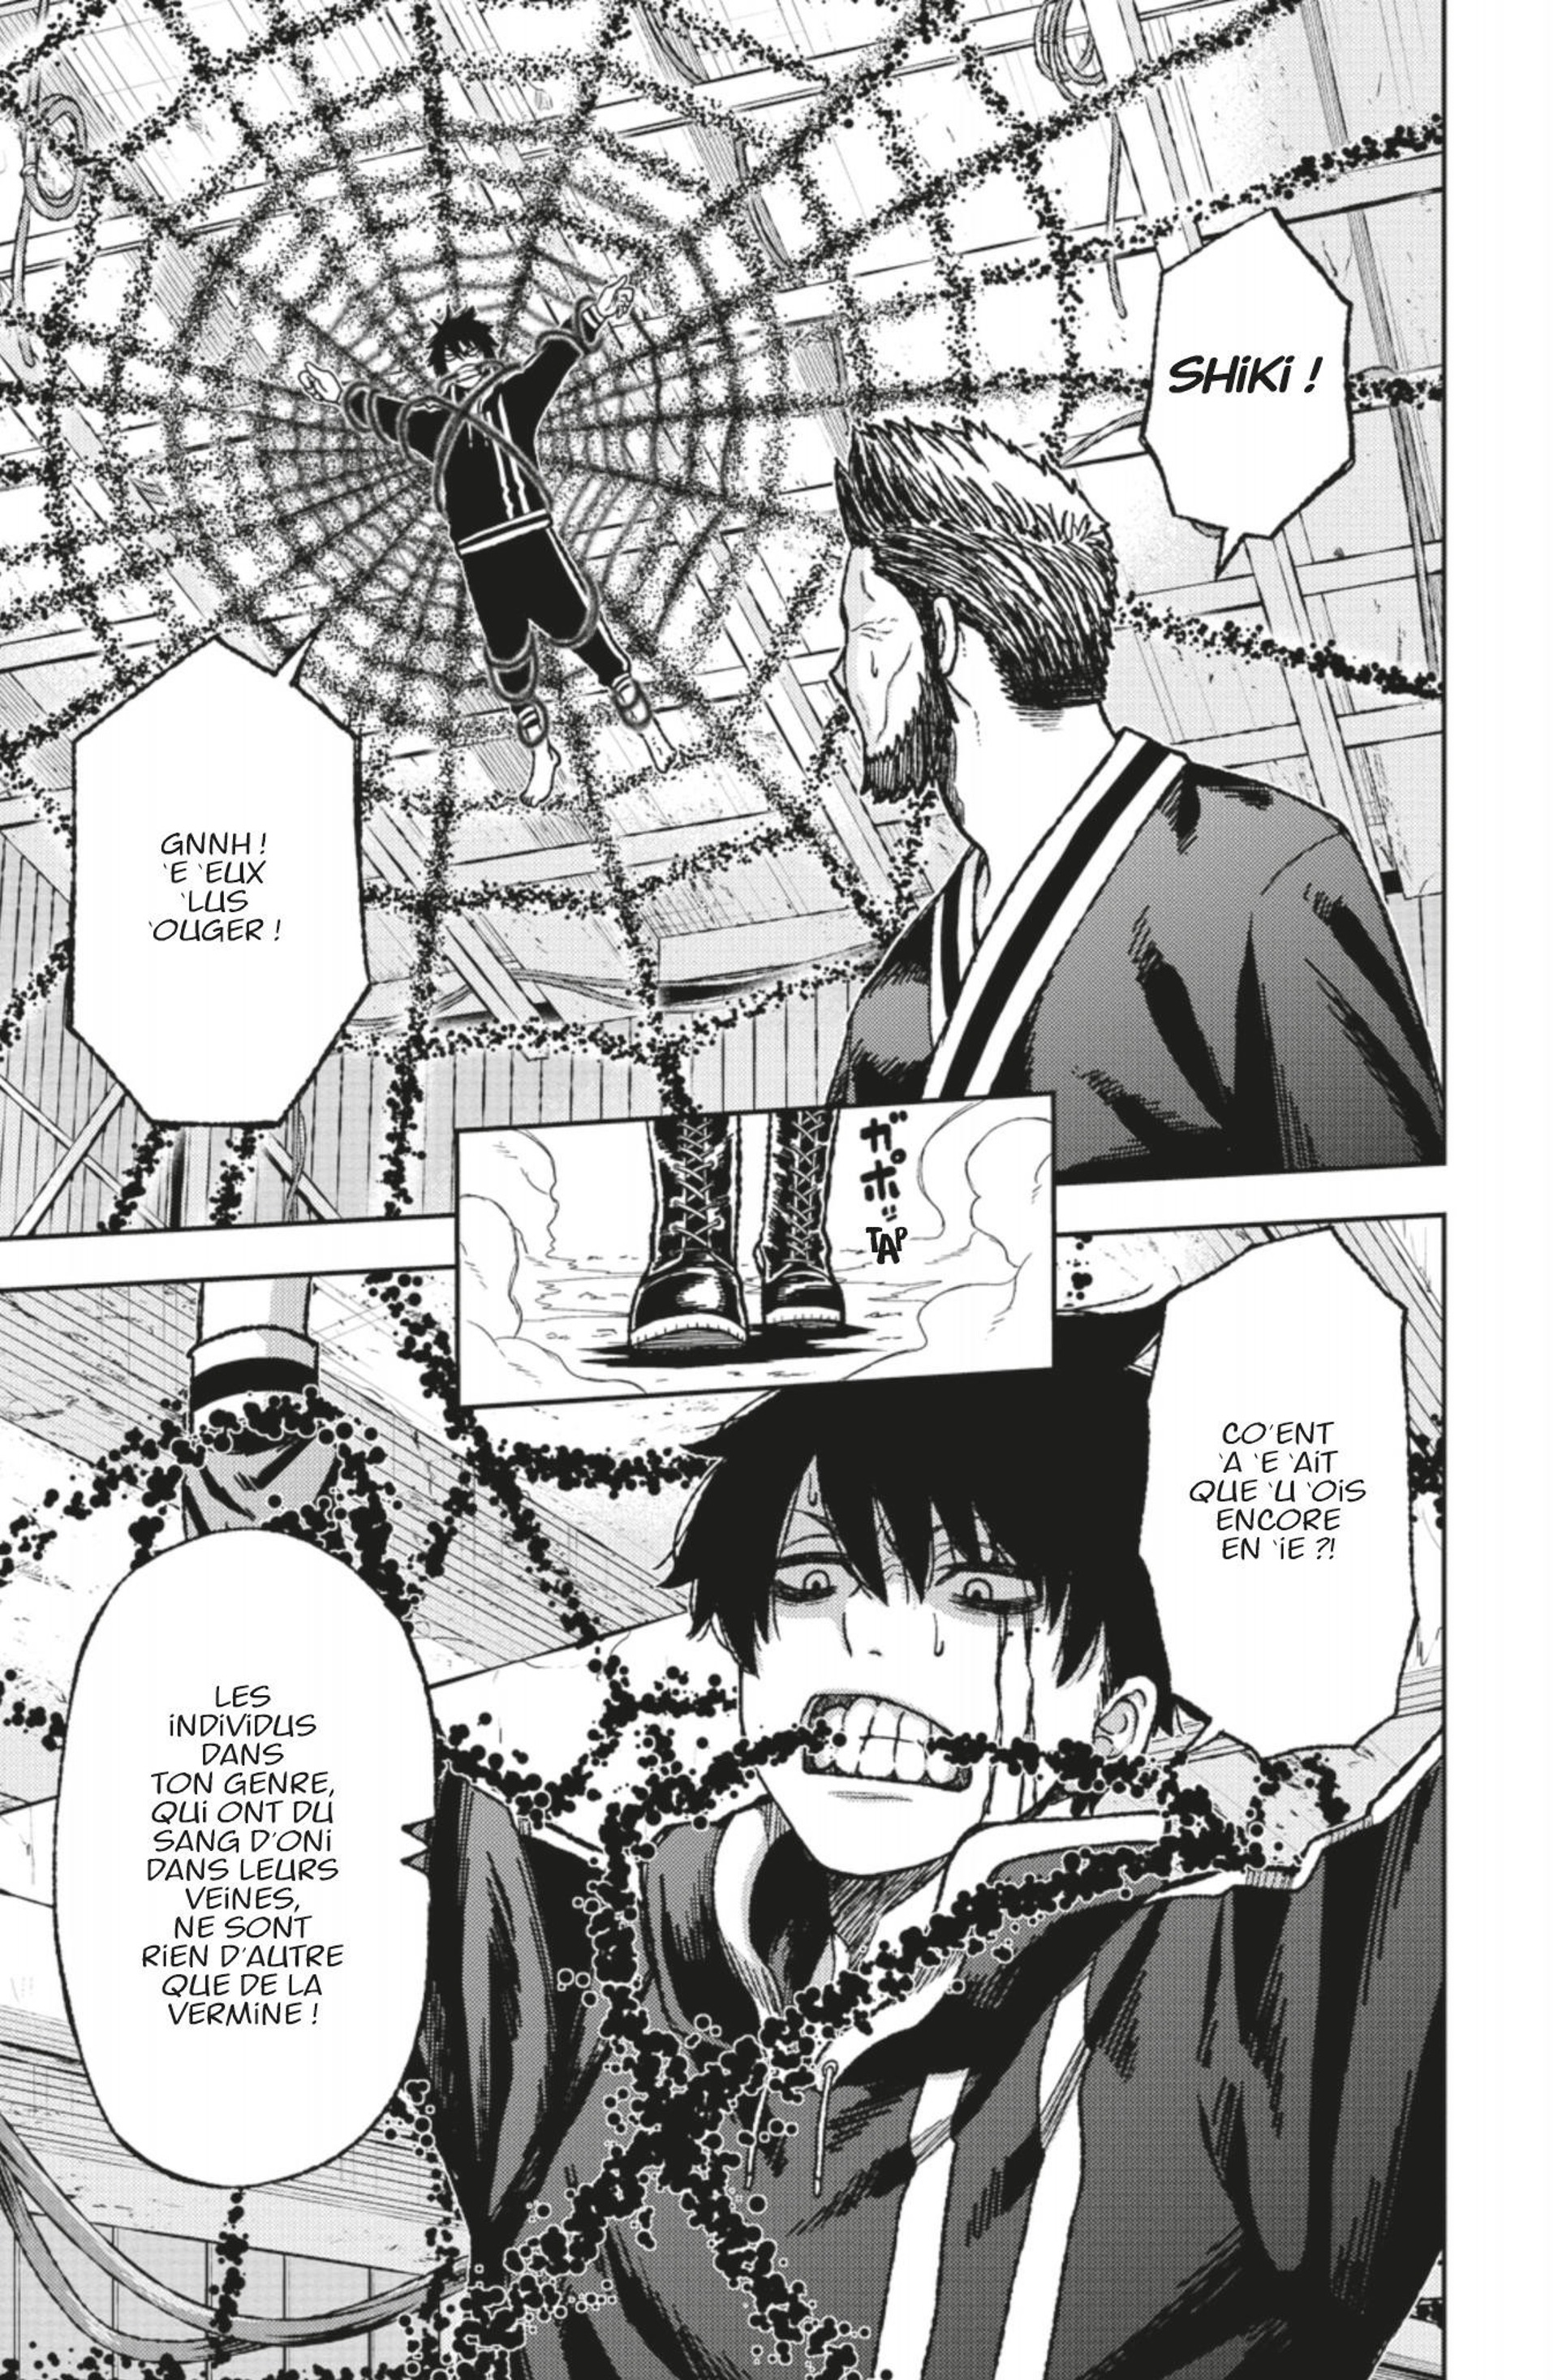 SHIKI !
GNNH !
'E 'EUX
'LUS
'OUGER !
ガポッ
TAP
CO'ENT
'A 'E 'AIT
QUE 'U 'OIS
ENCORE
EN 'IE ?!
LES
INDIVIDUS
DANS
TON GENRE,
QUI ONT DU
SANG D'ONI
DANS LEURS
VEINES,
NE SONT
RIEN D'AUTRE
QUE DE LA
VERMINE !